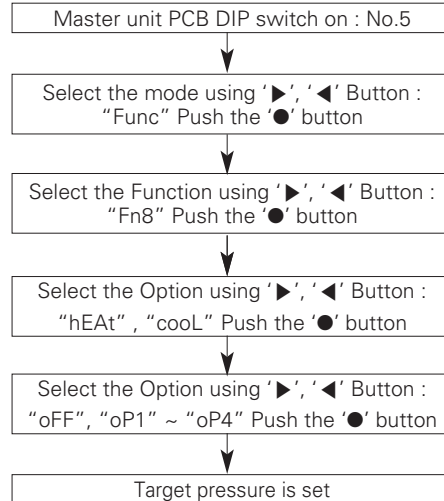 Master unit PCB DIP switch on : No.5
Select the mode using ‘▶’, ‘◀’ Button :
“Func” Push the ‘●’ button
Select the Function using ‘▶’, ‘◀’ Button :
“Fn8” Push the ‘●’ button
Select the Option using ‘▶’, ‘◀’ Button :
“hEAt” , “cooL” Push the ‘●’ button
Select the Option using ‘▶’, ‘◀’ Button :
“oFF”, “oP1” ~ “oP4” Push the ‘●’ button
Target pressure is set